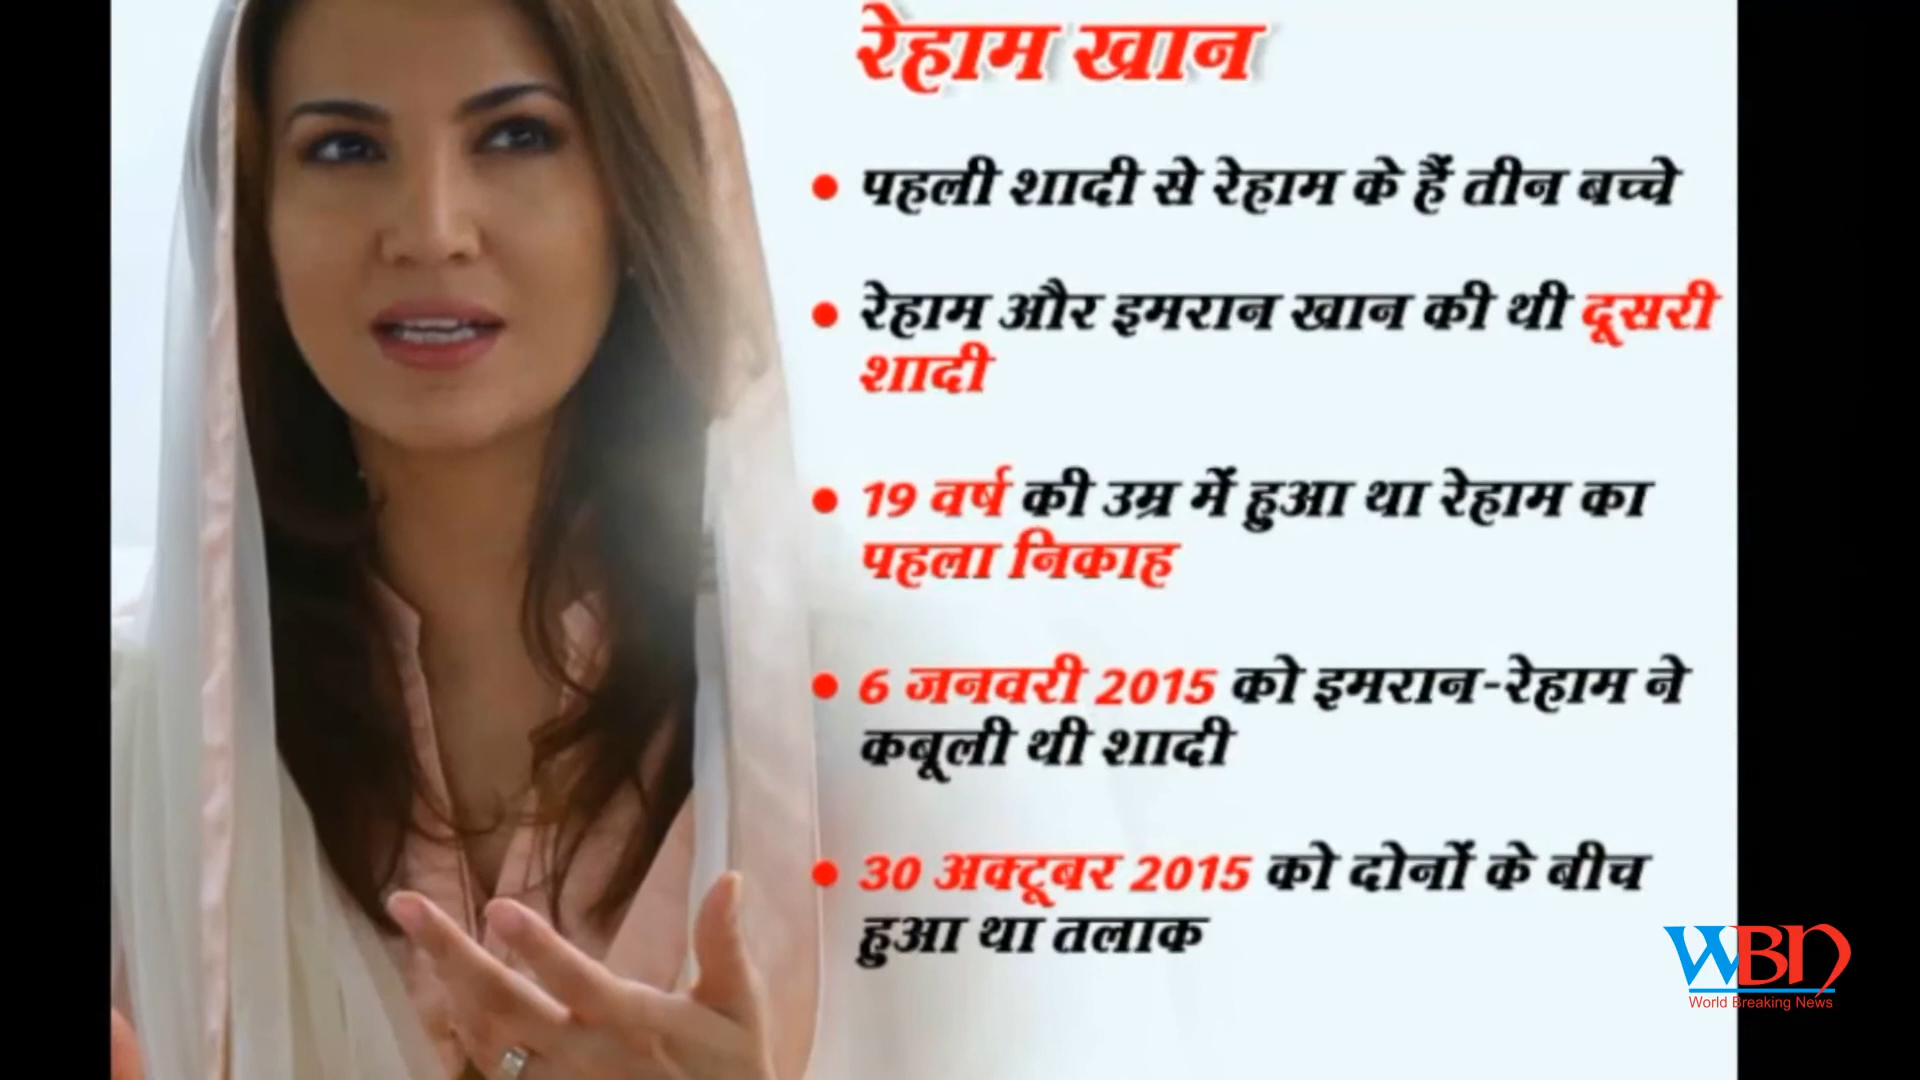 रेहाम खान
• पहली शादी से रेहाम के हैं तीन बच्चे
• रेहाम और इमरान खान की थी दूसरी
शादी
• 19 वर्ष की उम्र में हुआ था रेहाम का
पहला निकाह
• 6 जनवरी 2015 को इमरान-रेहाम ने
कबूली थी शादी
• 30 अक्टूबर 2015 को दोनों के बीच
हुआ था तलाक
WBN
World Breaking News